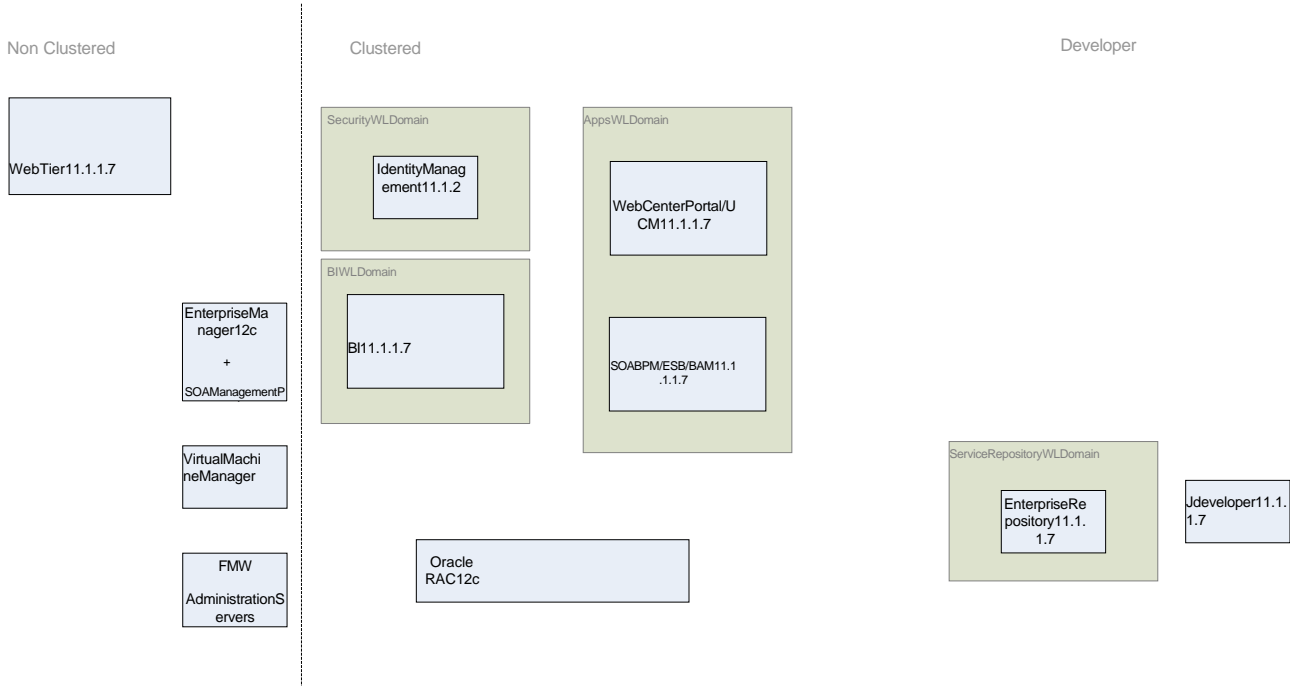 Non Clustered
Clustered
Developer
WebTier11.1.1.7
SecurityWLDomain
IdentityManag
ement11.1.2
AppsWLDomain
WebCenterPortal/U
CM11.1.1.7
BIWLDomain
BI11.1.1.7
SOABPM/ESB/BAM11.1
.1.1.7
EnterpriseMa
nager12c
+
SOAManagementP
VirtualMachi
neManager
FMW
AdministrationS
ervers
Oracle
RAC12c
ServiceRepositoryWLDomain
EnterpriseRe
pository11.1.
1.7
Jdeveloper11.1.
1.7